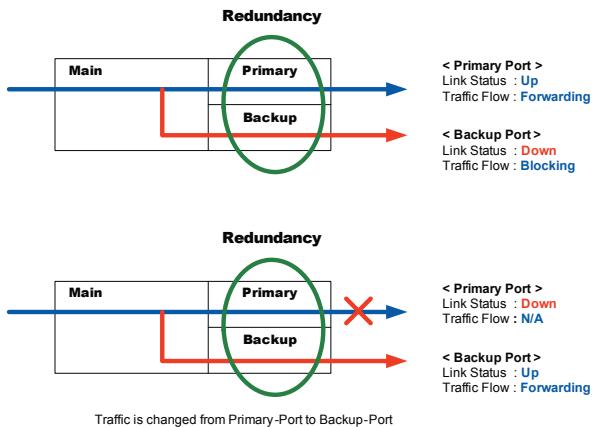 Redundancy
Main
Primary
Backup
< Primary Port >
Link Status : Up
Traffic Flow : Forwarding
< Backup Port >
Link Status : Down
Traffic Flow : Blocking
Redundancy
Main
Primary
Backup
< Primary Port >
Link Status : Down
Traffic Flow : N/A
< Backup Port >
Link Status : Up
Traffic Flow : Forwarding
Traffic is changed from Primary-Port to Backup-Port